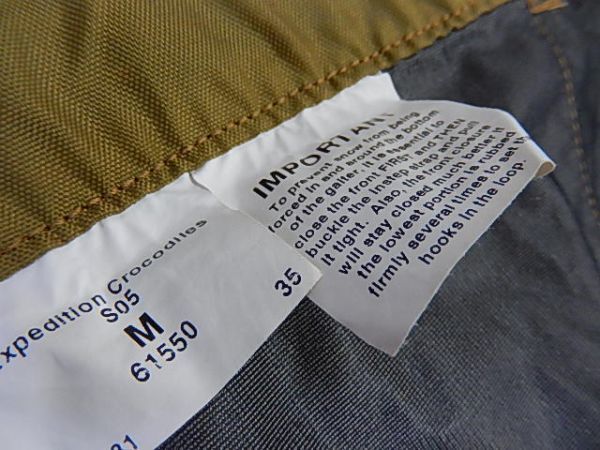 xpedition Crocodiles
S05
M
61550
35
31
IMPORTANT
To prevent snow from being
forced in and around the bottom
of the gaiter, it is essential to
close the front FIRST and THEN
buckle the instep strap and pull
it tight. Also, the front closure
will stay closed much better if
the lowest portion is rubbed
firmly several times to set the
hooks in the loop.